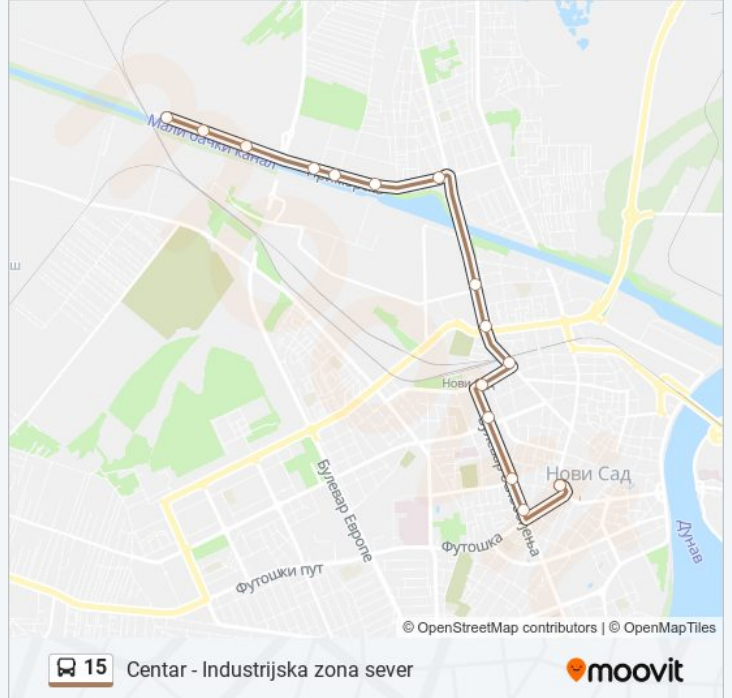 Мали бачки канал
ш
Нови Сад
Булевар Европе
Футошка
Футошки пут
Дунав
© OpenStreetMap contributors | © OpenMapTiles
15 Centar - Industrijska zona sever
moovit